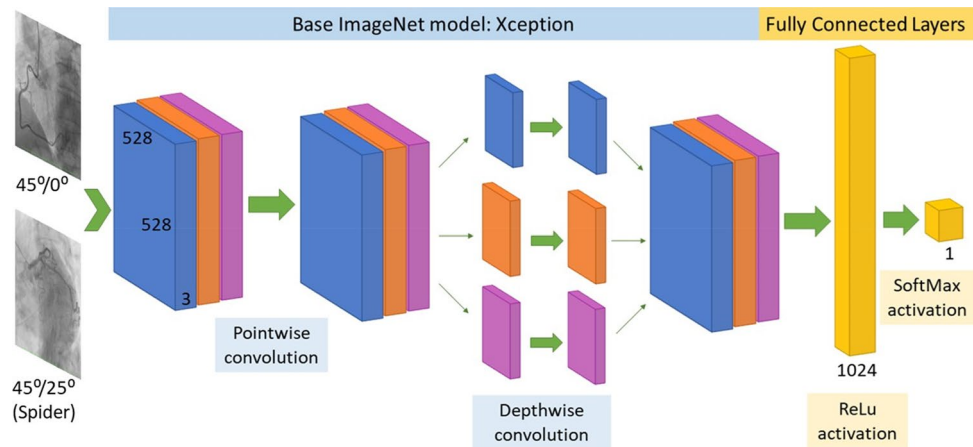 Base ImageNet model: Xception
Fully Connected Layers
528
528
3
45⁰/0⁰
45⁰/25⁰
(Spider)
Pointwise
convolution
Depthwise
convolution
1024
ReLu
activation
1
SoftMax
activation